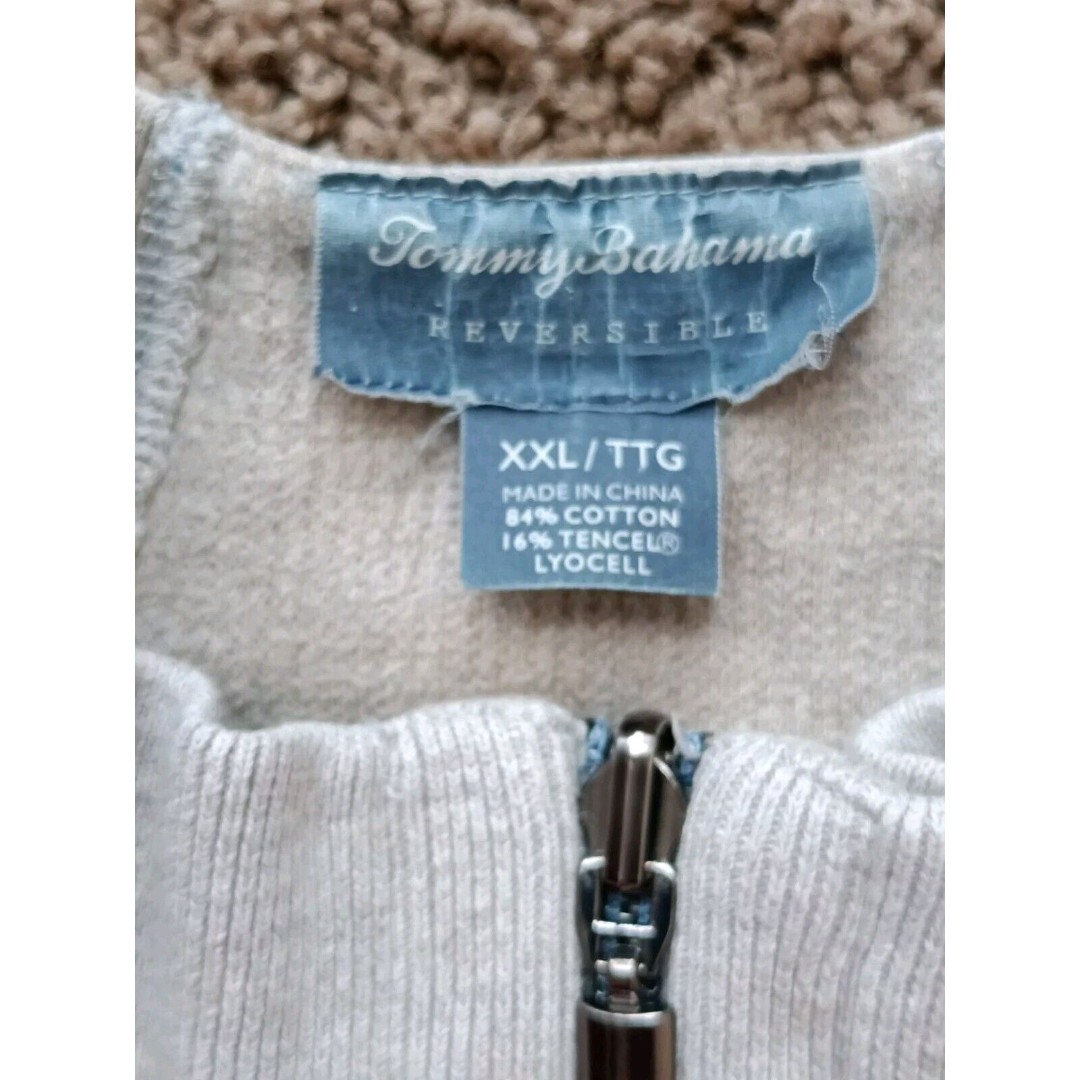 Tommy Bahama
REVERSIBLE
XXL / TTG
MADE IN CHINA
84% COTTON
16% TENCEL®
LYOCELL